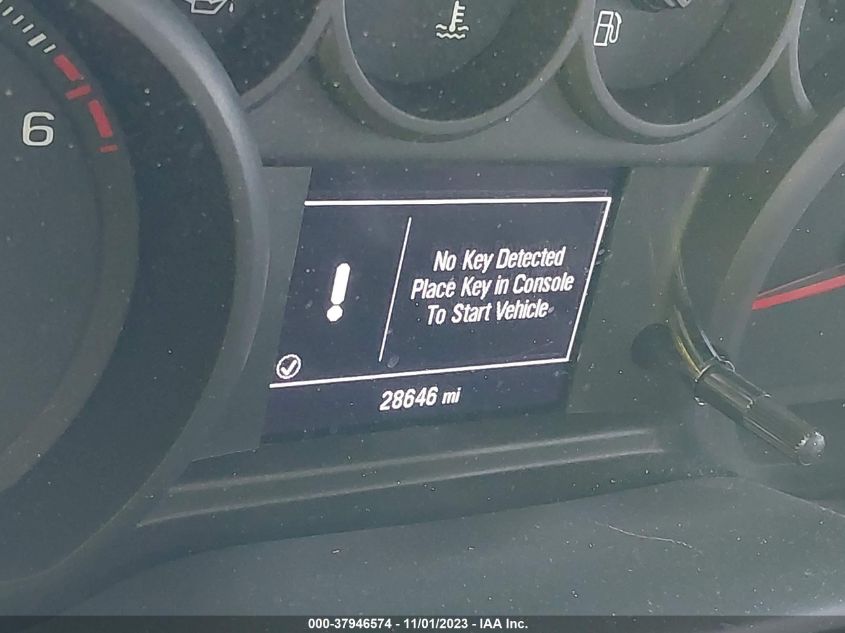 6
No Key Detected
Place Key in Console
To Start Vehicle
28646 mi
000-37946574 - 11/01/2023 - IAA Inc.